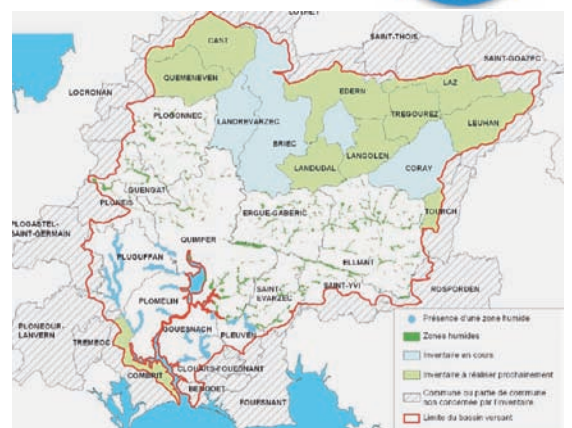 LOTHEY
SAINT-THOIS
CAST
SAINT-GOAZEC
QUEMENEVEN
EDERN
LAZ
LOCRONAN
PLOGONNEC
LANDREVARZEC
TREGOUREZ
LEUHAN
BRIEC
LANGOLEN
LANDUDAL
CORAY
GUENGAT
PLONEIS
ERGUE-GABERIC
TOURCH
PLOGASTEL-
SAINT-GERMAIN
QUIMPER
PLUGUFFAN
ELLIANT
SAINT-
EVARZEC
SAINT-YVI
PLOMELIN
ROSPORDEN
PLONEOUR-
LANVERN
GOUESNACH
PLEUVEN
TREMEOC
CLOHARS-FOUESNANT
COMBRIT
BENODET
FOUESNANT
Présence d'une zone humide
Zones humides
Inventaire en cours
Inventaire à réaliser prochainement
Commune ou partie de commune
non concernée par l'inventaire
Limite du bassin versant